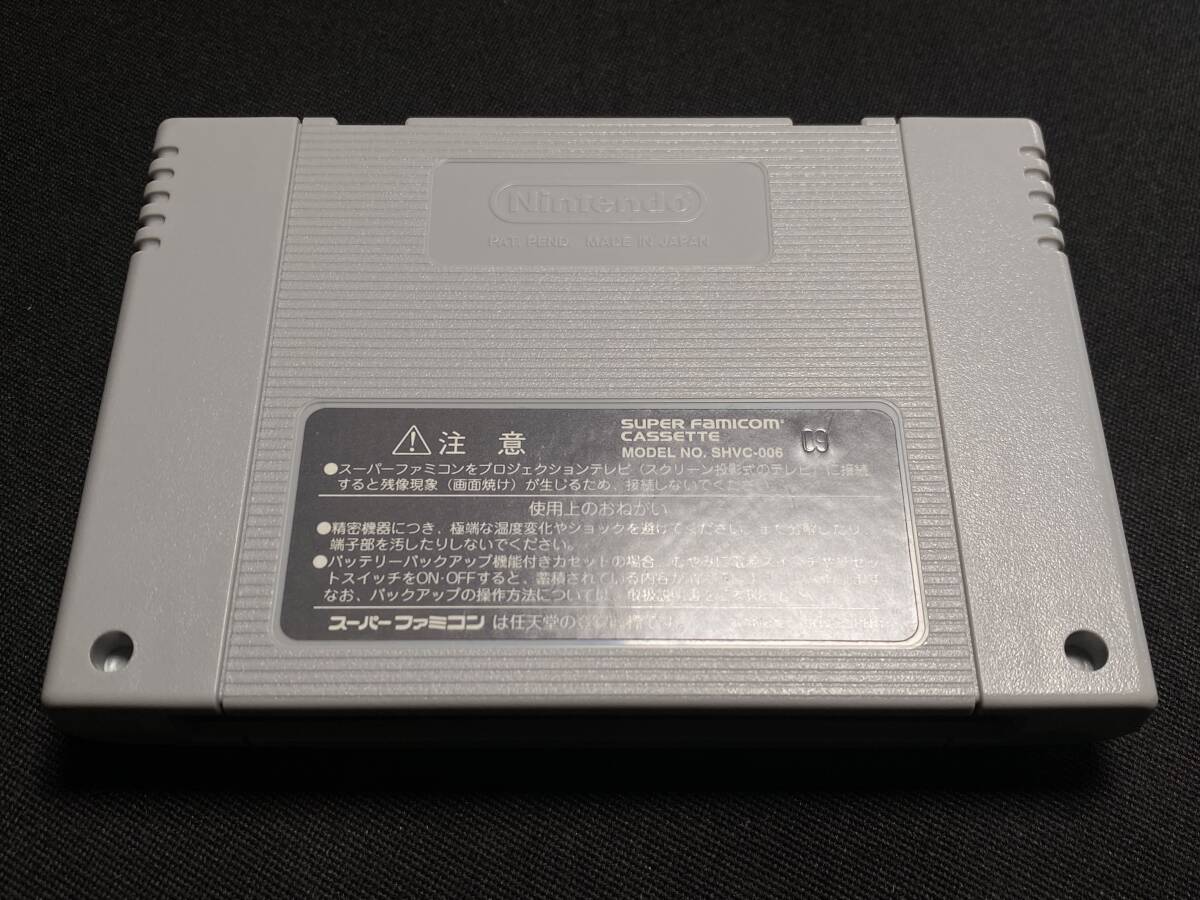 Nintendo
PAT. PEND. MADE IN JAPAN
注意
SUPER FAMICOM
CASSETTE
MODEL NO. SHVC-006
09
●スーパーファミコンをプロジェクションテレビ(スクリーン投影式のテレビ)に接続
すると残像現象(画面焼け)が生じるため、接続しないでくださ
使用上のおねがい
●精密機器につき、極端な温度変化やショックを避けてください。また分解したり
端子部を汚したりしないでください。
●バッテリーバックアップ機能付きカセットの場合、むやみに電源スイッチやリセッ
トスイッチをON・OFFすると、蓄積されている内容が
なお、バックアップの操作方法については、取扱説明書を
スーパーファミコンは任天堂の